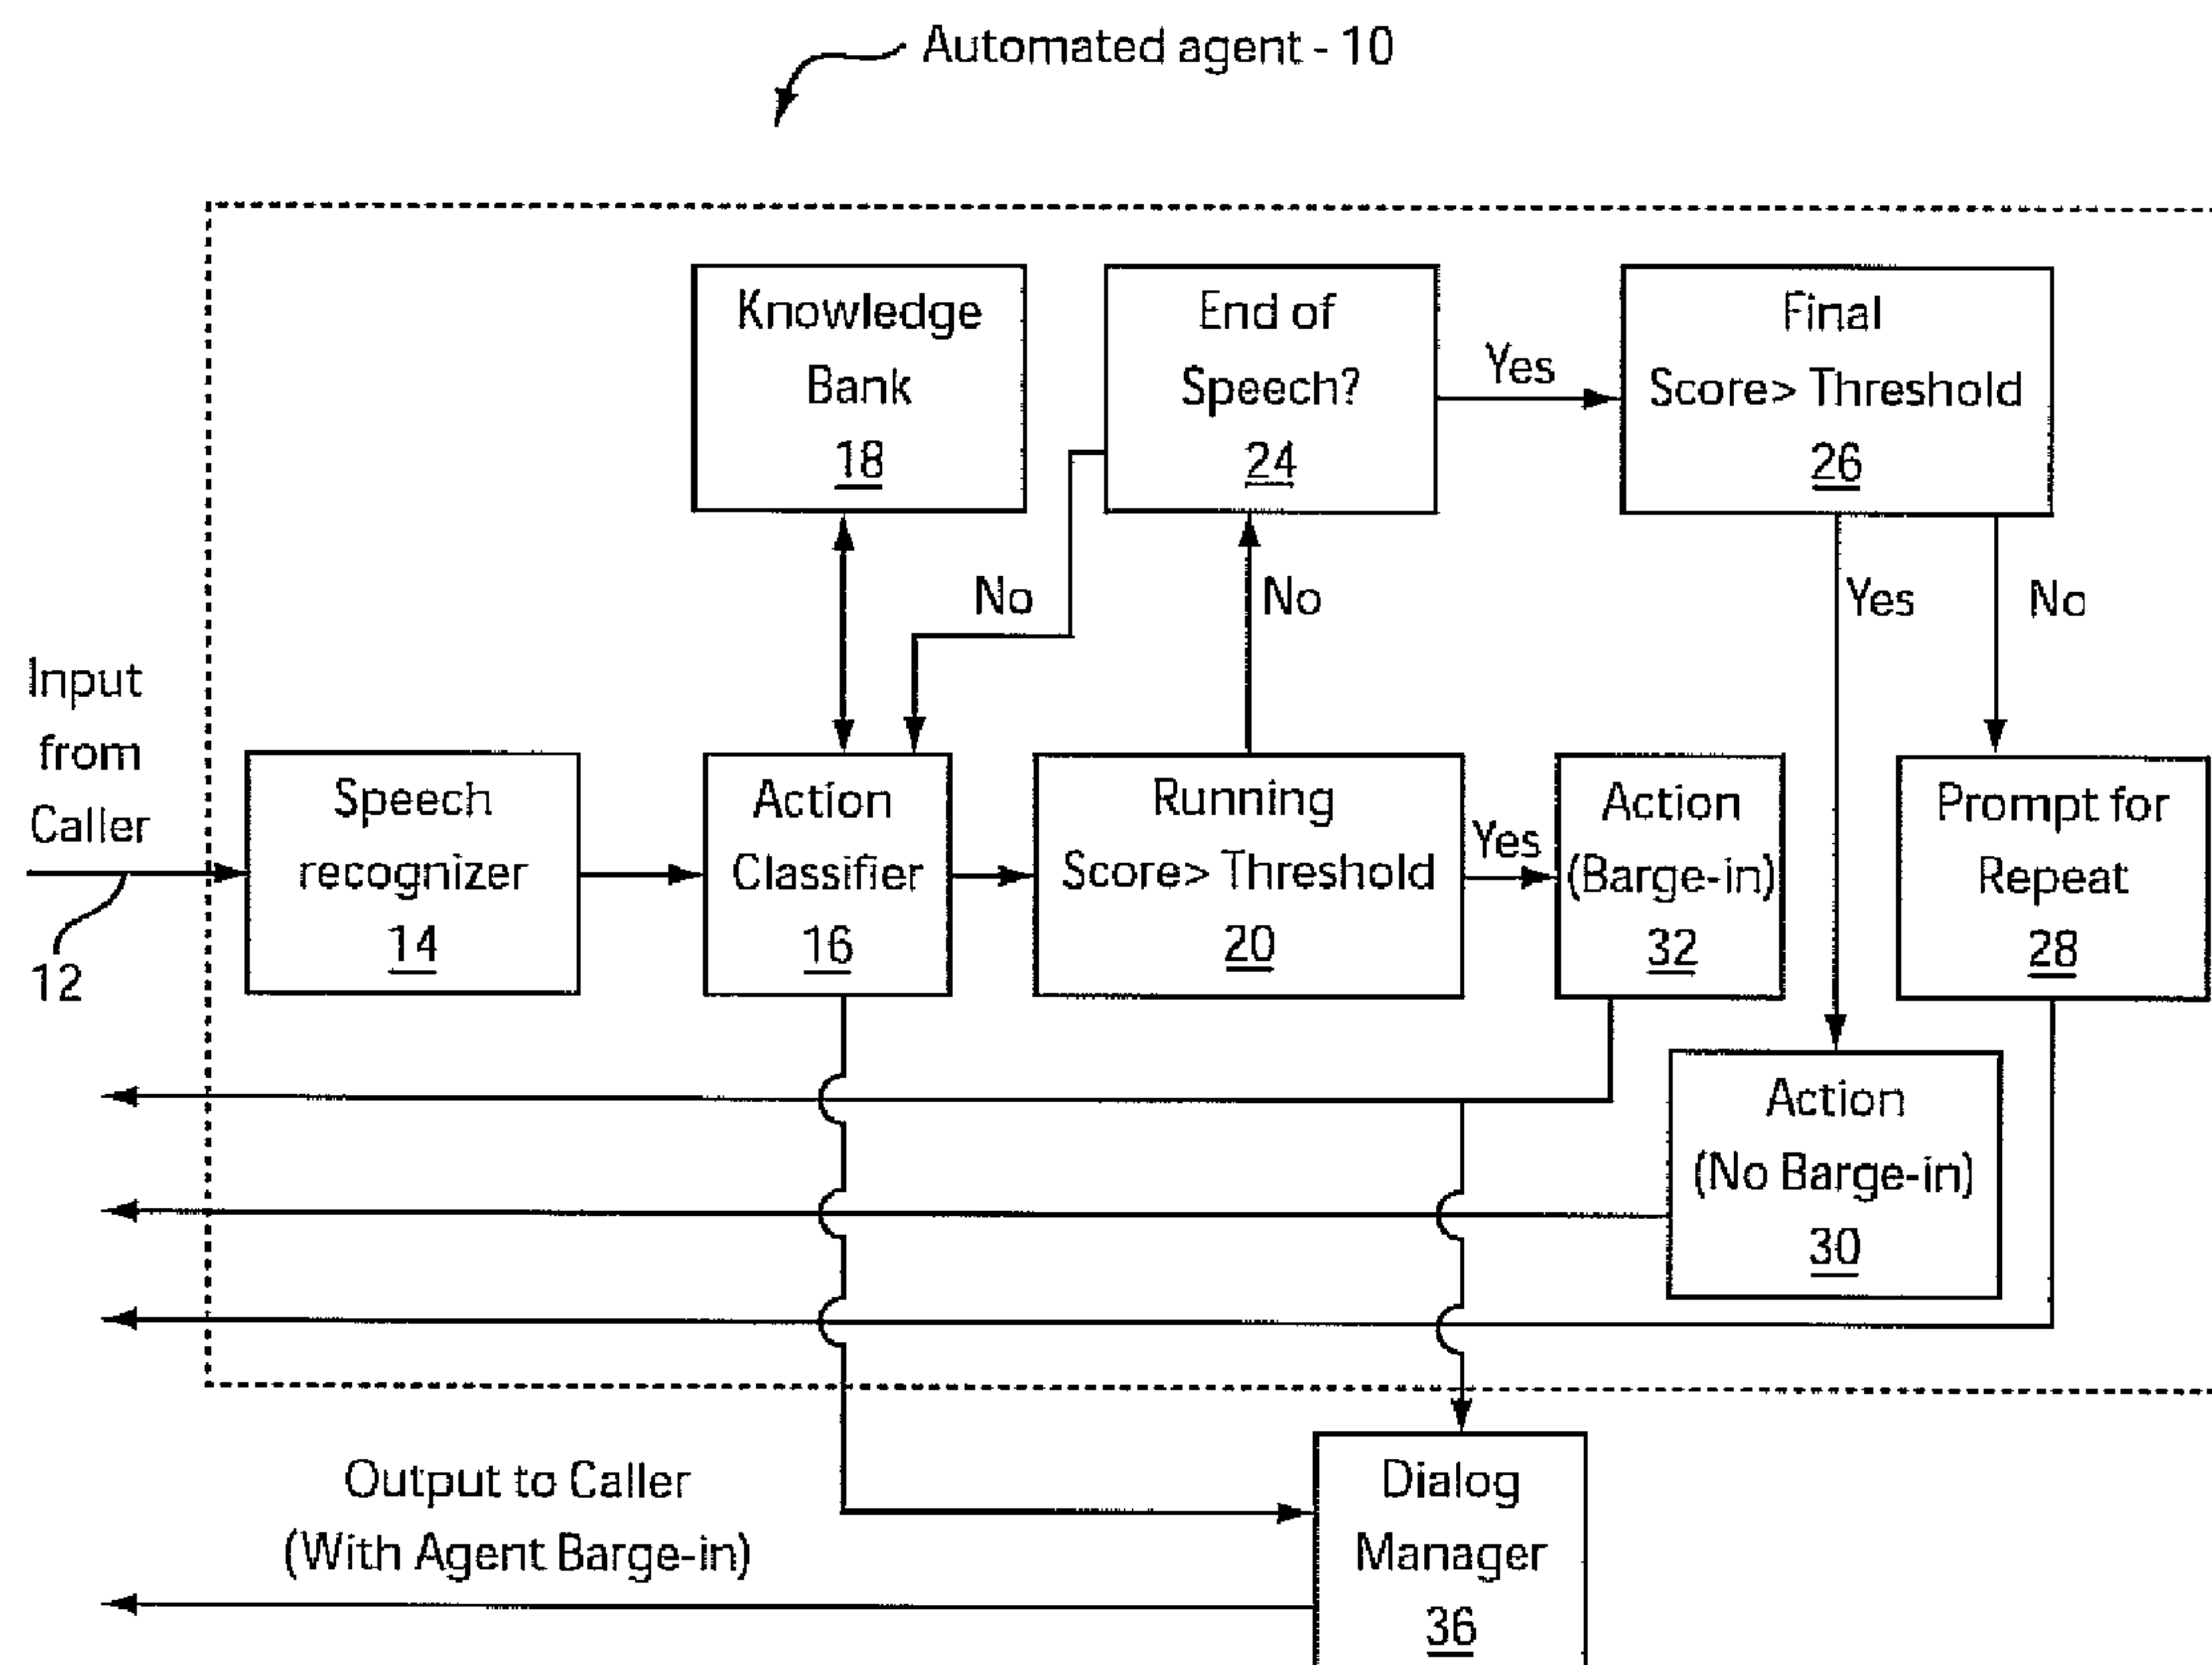 Automated agent - 10
Knowledge
Bank
18
End of
Speech?
24
Yes
Final
Score> Threshold
26
No
No
Yes
No
Input
from
Caller
12
Speech
recognizer
14
Action
Classifier
16
Running
Score> Threshold
20
Yes
Action
(Barge-in)
32
Prompt for
Repeat
28
Action
(No Barge-in)
30
Output to Caller
(With Agent Barge-in)
Dialog
Manager
36